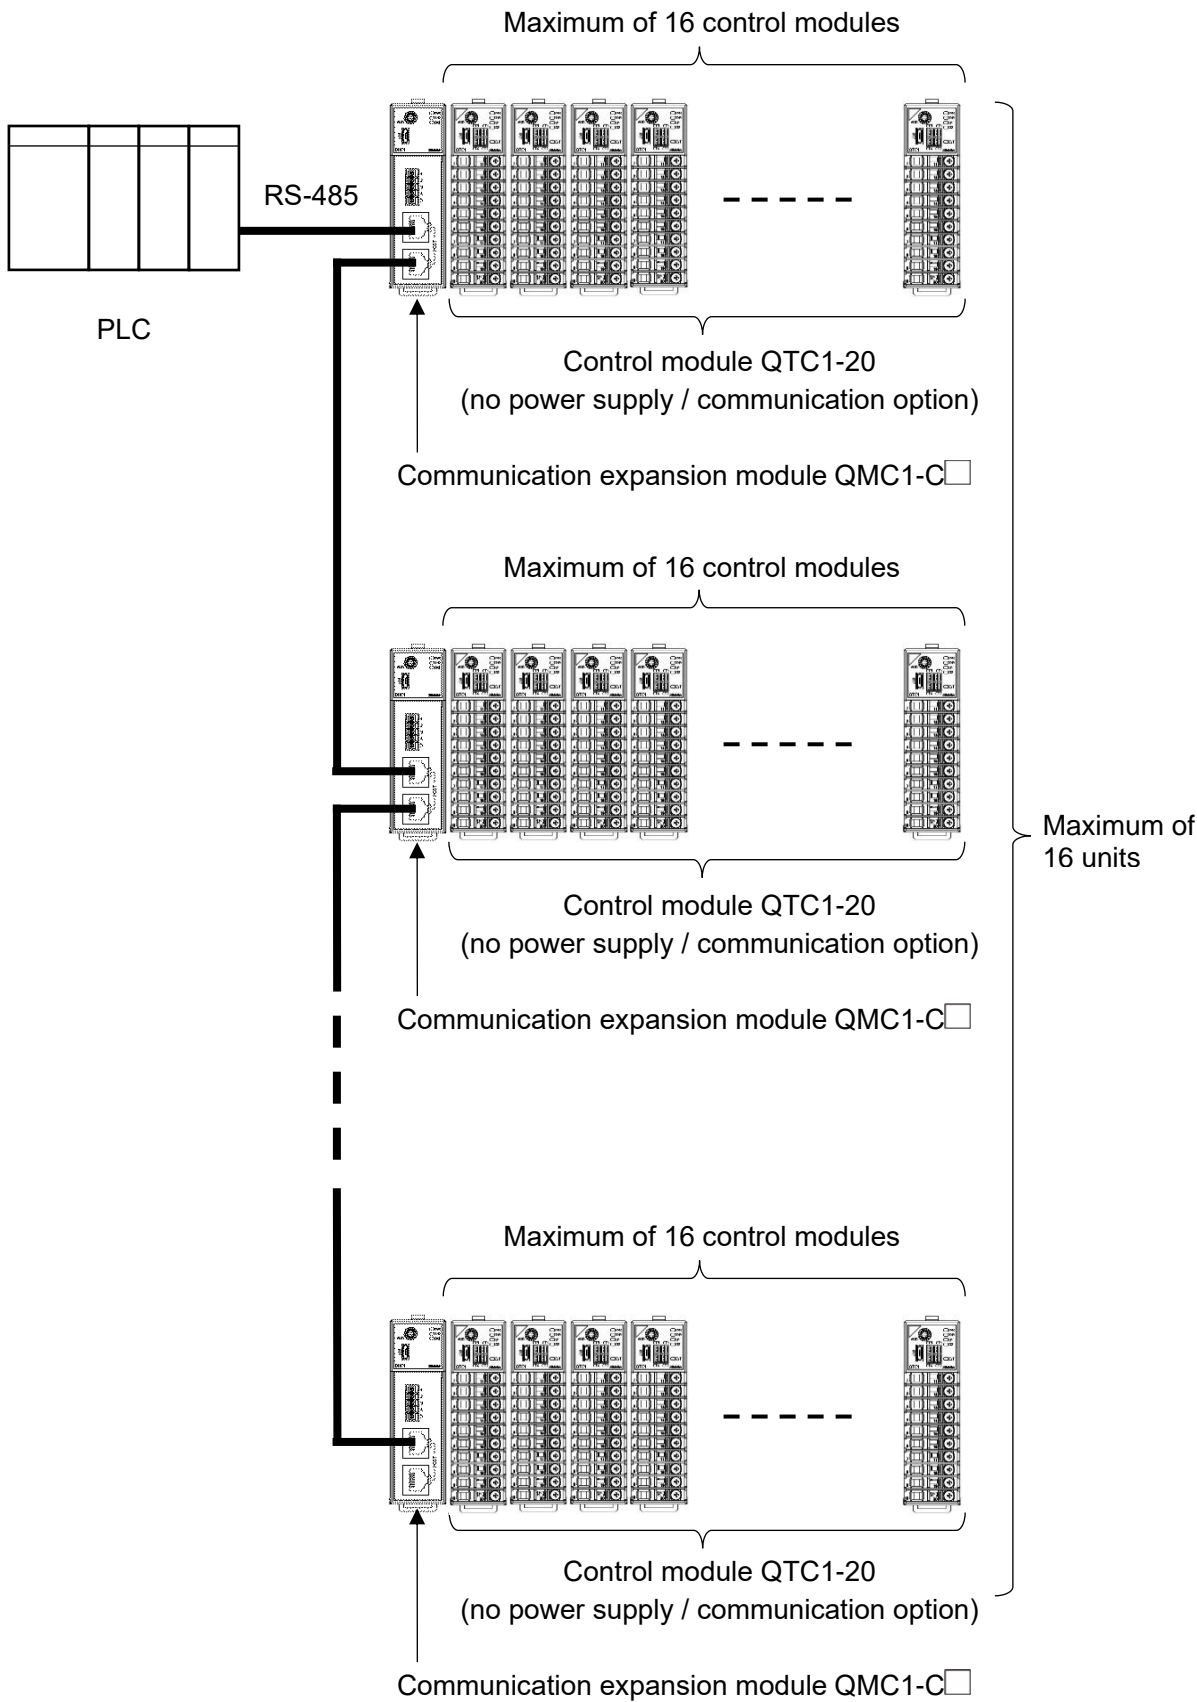 Maximum of 16 control modules
RS-485
PLC
Control module QTC1-20
(no power supply / communication option)
Communication expansion module QMC1-C□
Maximum of 16 control modules
Maximum of
16 units
Control module QTC1-20
(no power supply / communication option)
Communication expansion module QMC1-C□
Maximum of 16 control modules
Control module QTC1-20
(no power supply / communication option)
Communication expansion module QMC1-C□